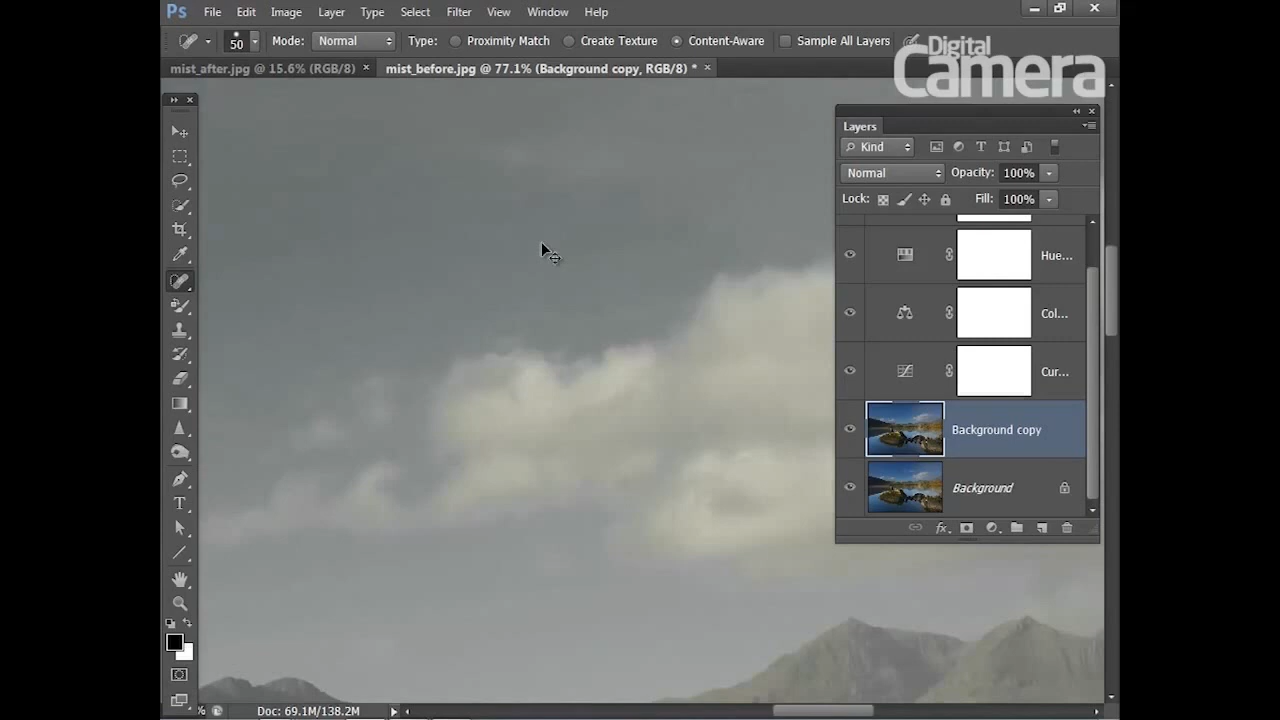 Ps File Edit Image Layer Type Select Filter View Window Help
50 Mode: Normal Type: Proximity Match Create Texture Content-Aware Sample All Layers
Digital
Camera
mist_after.jpg @ 15.6% (RGB/8) × mist_before.jpg @ 77.1% (Background copy, RGB/8) * ×
Layers
Kind
Normal Opacity: 100%
Lock: Fill: 100%
Hue...
Col...
Cur...
Background copy
Background
T
% Doc: 69.1M/138.2M